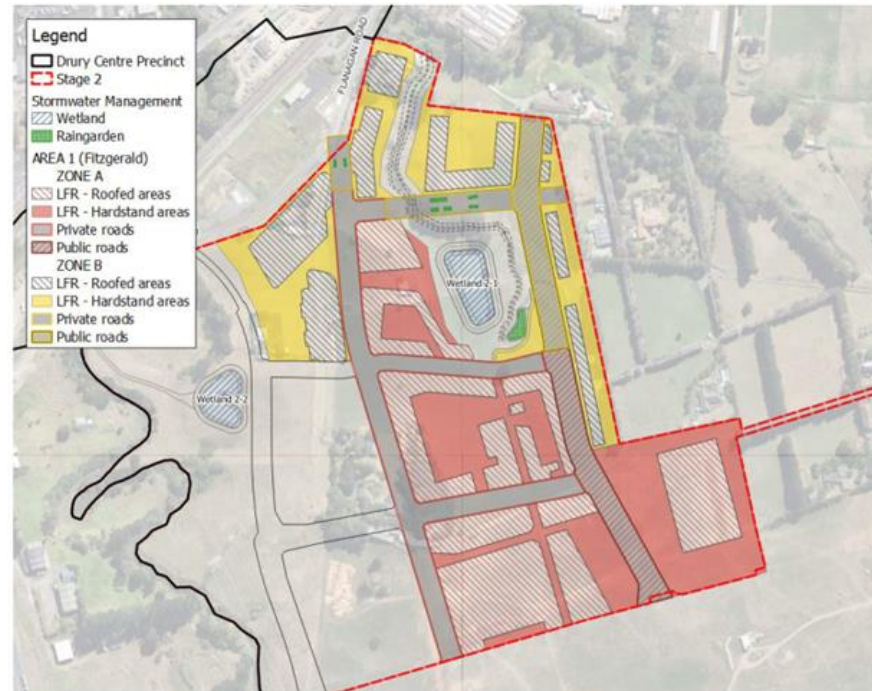 Legend
Drury Centre Precinct
Stage 2
Stormwater Management
Wetland
Raingarden
AREA 1 (Fitzgerald)
ZONE A
LFR - Roofed areas
LFR - Hardstand areas
Private roads
Public roads
ZONE B
LFR - Roofed areas
LFR - Hardstand areas
Private roads
Public roads
FLANAGAN ROAD
Wetland 2-1
Wetland 2-2